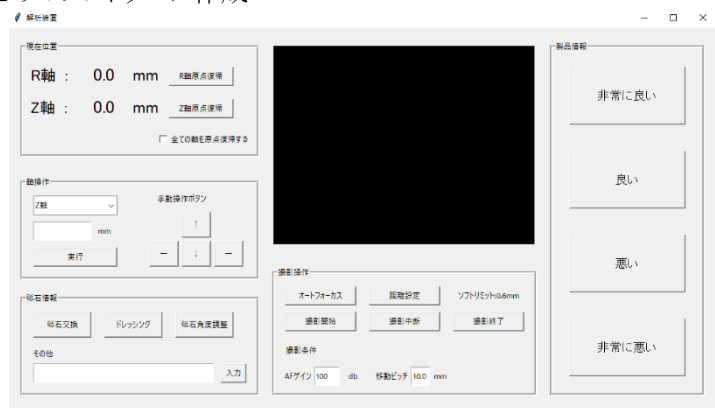 解析装置
現在位置
R軸 : 0.0 mm R軸原点復帰
Z軸 : 0.0 mm Z軸原点復帰
全ての軸を原点復帰する
軸操作
Z軸
mm
実行
手動操作ボタン
↑
← ↓ →
砥石情報
砥石交換 ドレッシング 砥石角度調整
その他
入力
撮影操作
オートフォーカス 距離設定 ソフトリミット:0.6mm
撮影開始 撮影中断 撮影終了
撮影条件
AFゲイン 100 db 移動ピッチ 10.0 mm
製品情報
非常に良い
良い
悪い
非常に悪い